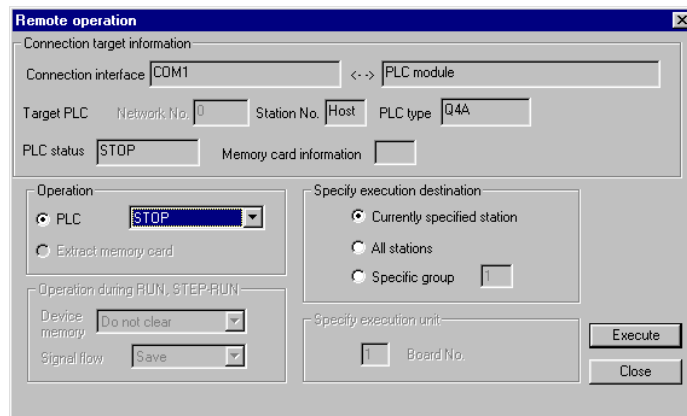 Remote operation
Connection target information
Connection interface COM1 <--> PLC module
Target PLC Network No. 0 Station No. Host PLC type Q4A
PLC status STOP Memory card information
Operation
PLC STOP
Extract memory card
Specify execution destination
Currently specified station
All stations
Specific group 1
Operation during RUN, STEP-RUN
Device memory Do not clear
Signal flow Save
Specify execution unit
1 Board No.
Execute
Close